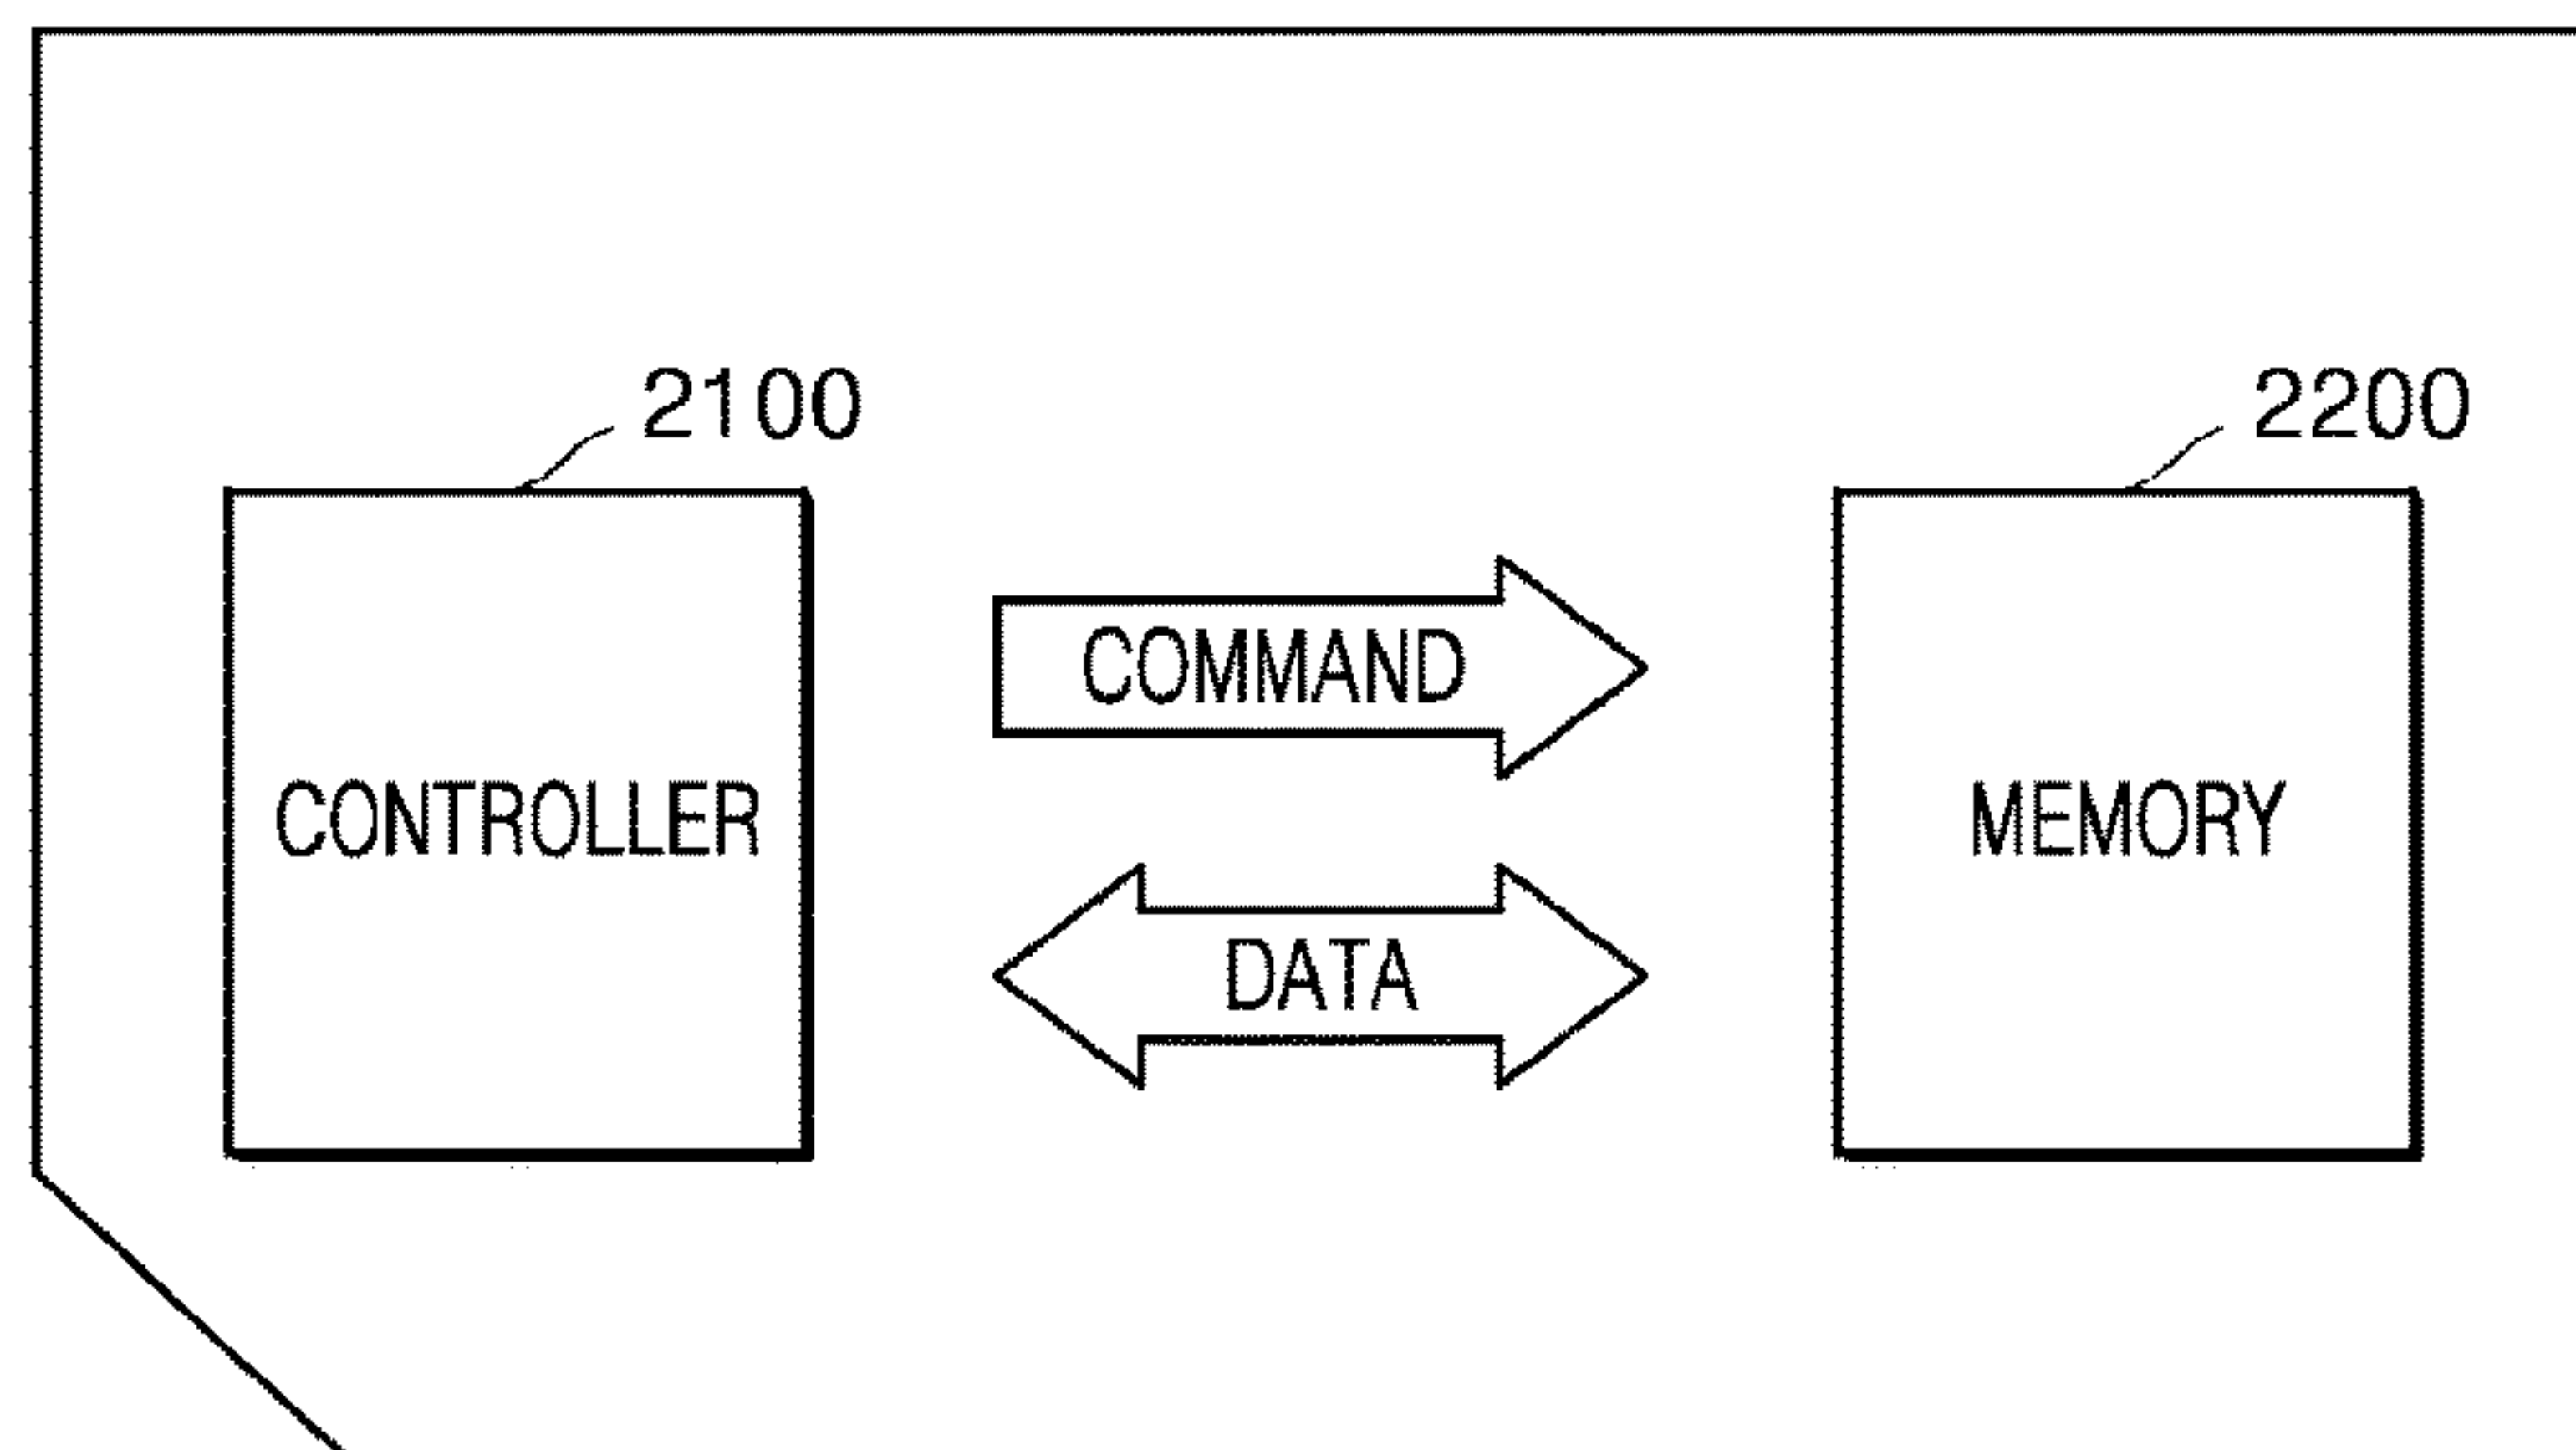 2100
2200
COMMAND
CONTROLLER
MEMORY
DATA